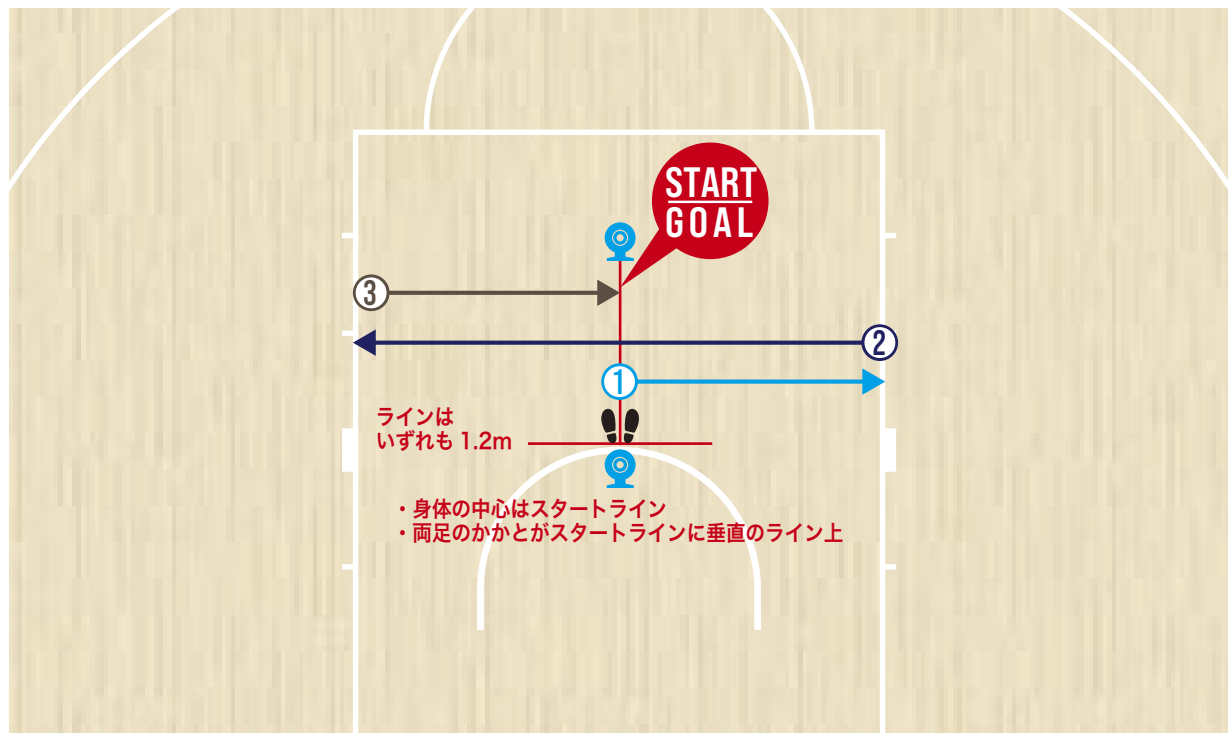 START
GOAL
③
②
①
ラインは
いずれも 1.2m
・身体の中心はスタートライン
・両足のかかとがスタートラインに垂直のライン上